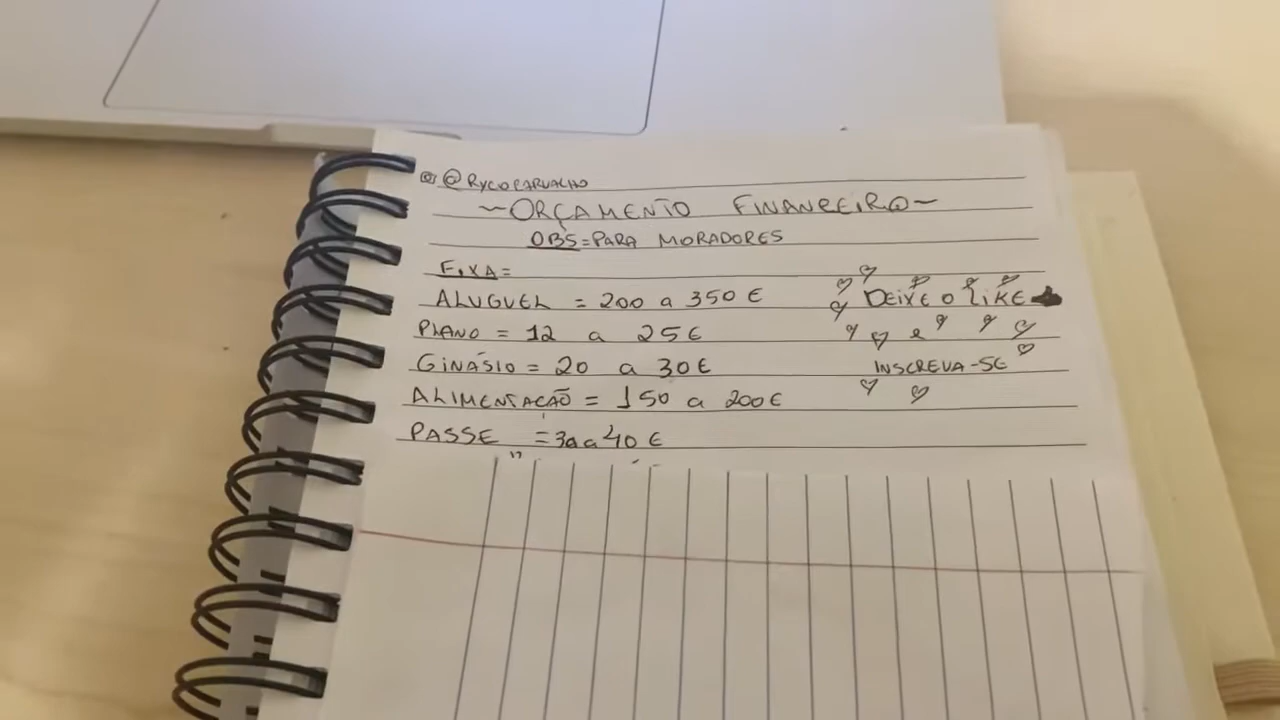 @RYCOCARVALHO
~ORÇAMENTO FINANCEIRO~
OBS=PARA MORADORES
FIXA=
ALUGUEL = 200 a 350€
DEIXE O LIKE
PLANO = 12 a 25€
GINÁSIO = 20 a 30€
INSCREVA-SE
ALIMENTAÇÃO = 150 a 200€
PASSE = 30 a 40€